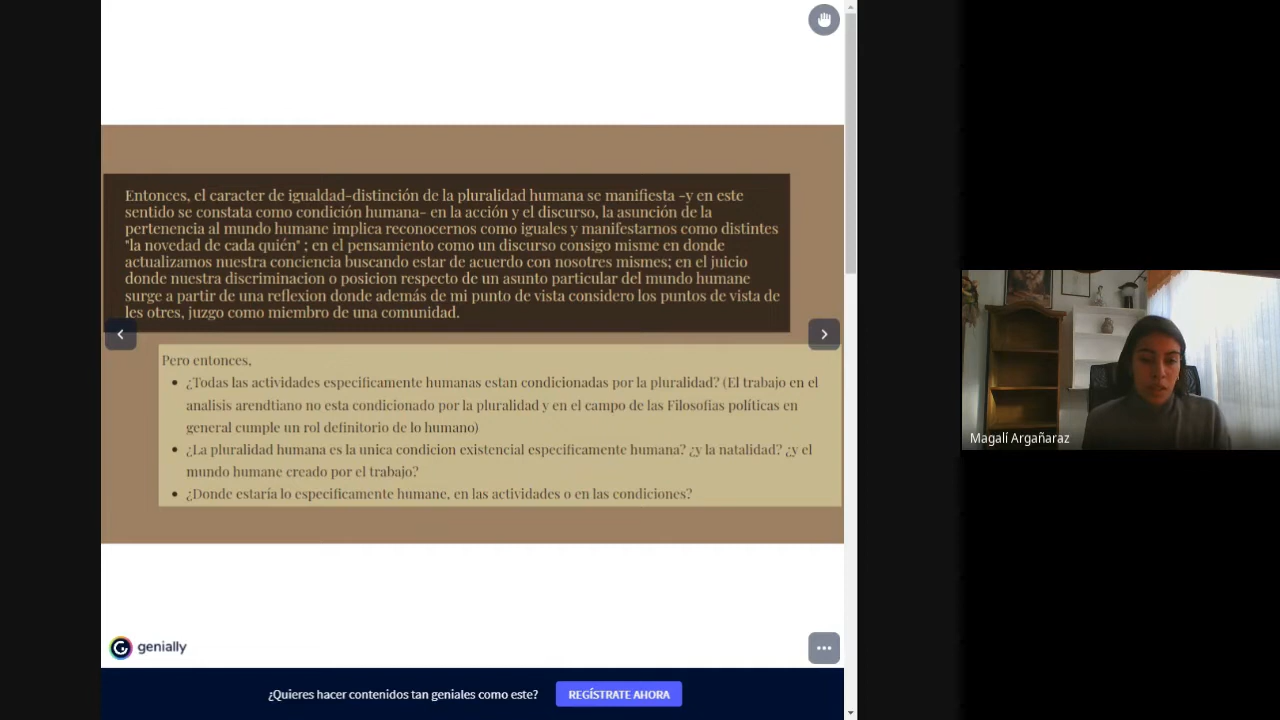 Entonces, el caracter de igualdad-distinción de la pluralidad humana se manifiesta -y en este
sentido se constata como condición humana- en la acción y el discurso, la asunción de la
pertenencia al mundo humane implica reconocernos como iguales y manifestarnos como distintes
"la novedad de cada quién" ; en el pensamiento como un discurso consigo misme en donde
actualizamos nuestra conciencia buscando estar de acuerdo con nosotres mismes; en el juicio
donde nuestra discriminacion o posicion respecto de un asunto particular del mundo humane
surge a partir de una reflexion donde además de mi punto de vista considero los puntos de vista de
les otres, juzgo como miembro de una comunidad.
Pero entonces,
• ¿Todas las actividades especificamente humanas estan condicionadas por la pluralidad? (El trabajo en el
analisis arendtiano no esta condicionado por la pluralidad y en el campo de las Filosofias políticas en
general cumple un rol definitorio de lo humano)
• ¿La pluralidad humana es la unica condicion existencial especificamente humana? ¿y la natalidad? ¿y el
mundo humane creado por el trabajo?
• ¿Donde estaría lo especificamente humane, en las actividades o en las condiciones?
Magalí Argañaraz
genially
¿Quieres hacer contenidos tan geniales como este?
REGÍSTRATE AHORA